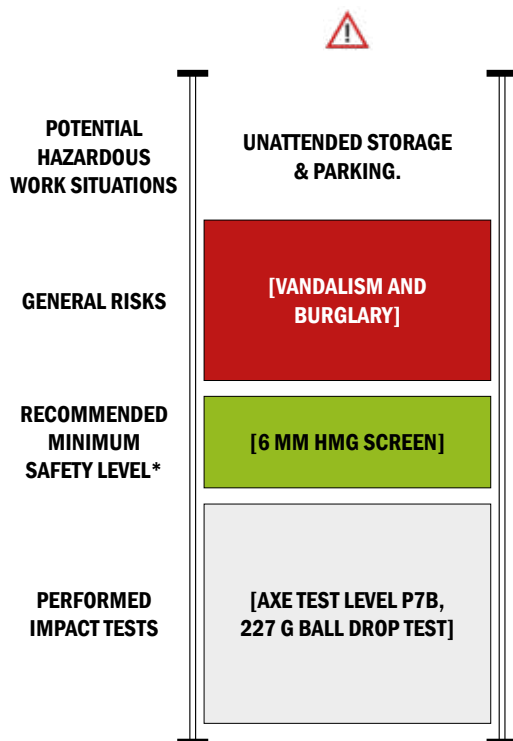 POTENTIAL
HAZARDOUS
WORK SITUATIONS
UNATTENDED STORAGE
& PARKING.
GENERAL RISKS
[VANDALISM AND
BURGLARY]
RECOMMENDED
MINIMUM
SAFETY LEVEL*
[6 MM HMG SCREEN]
PERFORMED
IMPACT TESTS
[AXE TEST LEVEL P7B,
227 G BALL DROP TEST]